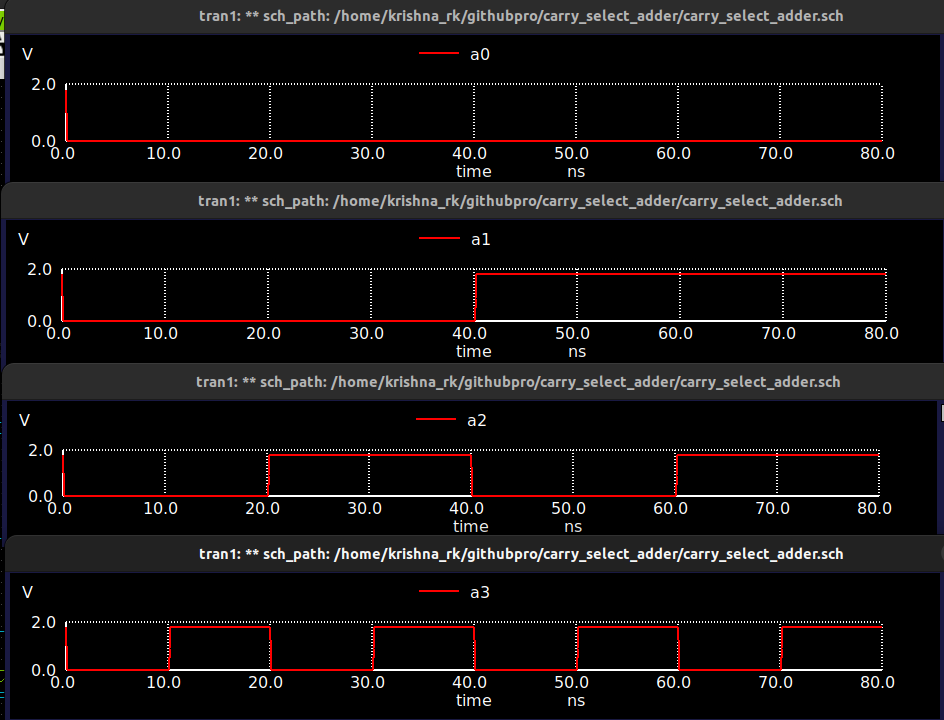 tran1: ** sch_path: /home/krishna_rk/githubpro/carry_select_adder/carry_select_adder.sch
V a0
2.0
0.0
0.0 10.0 20.0 30.0 40.0 50.0 60.0 70.0 80.0
time ns
tran1: ** sch_path: /home/krishna_rk/githubpro/carry_select_adder/carry_select_adder.sch
V a1
2.0
0.0
0.0 10.0 20.0 30.0 40.0 50.0 60.0 70.0 80.0
time ns
tran1: ** sch_path: /home/krishna_rk/githubpro/carry_select_adder/carry_select_adder.sch
V a2
2.0
0.0
0.0 10.0 20.0 30.0 40.0 50.0 60.0 70.0 80.0
time ns
tran1: ** sch_path: /home/krishna_rk/githubpro/carry_select_adder/carry_select_adder.sch
V a3
2.0
0.0
0.0 10.0 20.0 30.0 40.0 50.0 60.0 70.0 80.0
time ns